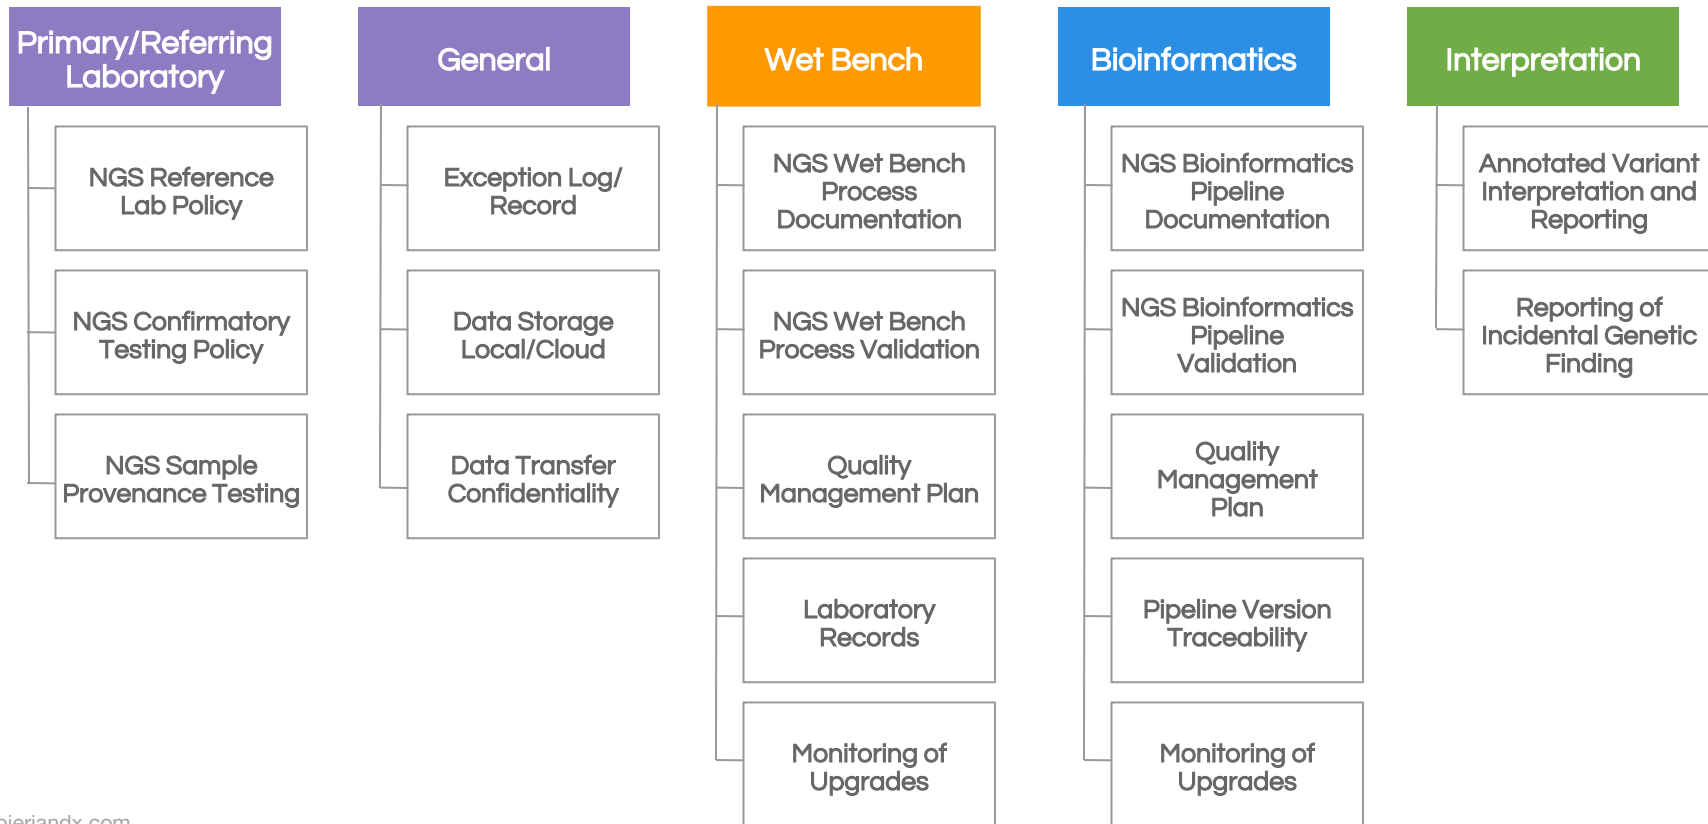 Primary/Referring
Laboratory
NGS Reference
Lab Policy
NGS Confirmatory
Testing Policy
NGS Sample
Provenance Testing
General
Exception Log/
Record
Data Storage
Local/Cloud
Data Transfer
Confidentiality
Wet Bench
NGS Wet Bench
Process
Documentation
NGS Wet Bench
Process Validation
Quality
Management Plan
Laboratory
Records
Monitoring of
Upgrades
Bioinformatics
NGS Bioinformatics
Pipeline
Documentation
NGS Bioinformatics
Pipeline
Validation
Quality
Management
Plan
Pipeline Version
Traceability
Monitoring of
Upgrades
Interpretation
Annotated Variant
Interpretation and
Reporting
Reporting of
Incidental Genetic
Finding